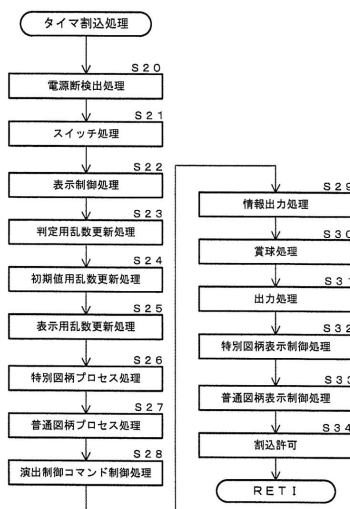 タイマ割込処理
S20
電源断検出処理
S21
スイッチ処理
S22
表示制御処理
S23
判定用乱数更新処理
S24
初期値用乱数更新処理
S25
表示用乱数更新処理
S26
特別図柄プロセス処理
S27
普通図柄プロセス処理
S28
演出制御コマンド制御処理
S29
情報出力処理
S30
賞球処理
S31
出力処理
S32
特別図柄表示制御処理
S33
普通図柄表示制御処理
S34
割込許可
RETI